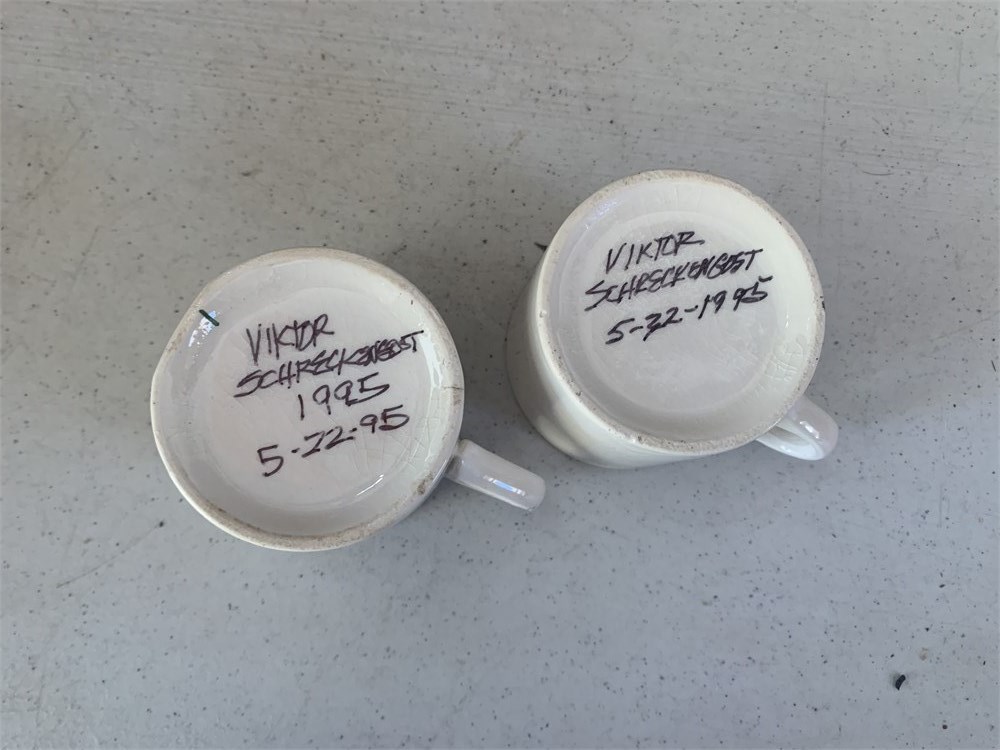 VIKTOR
SCHRECKENGOST
1995
5-22-95
VIKTOR
SCHRECKENGOST
5-22-1995